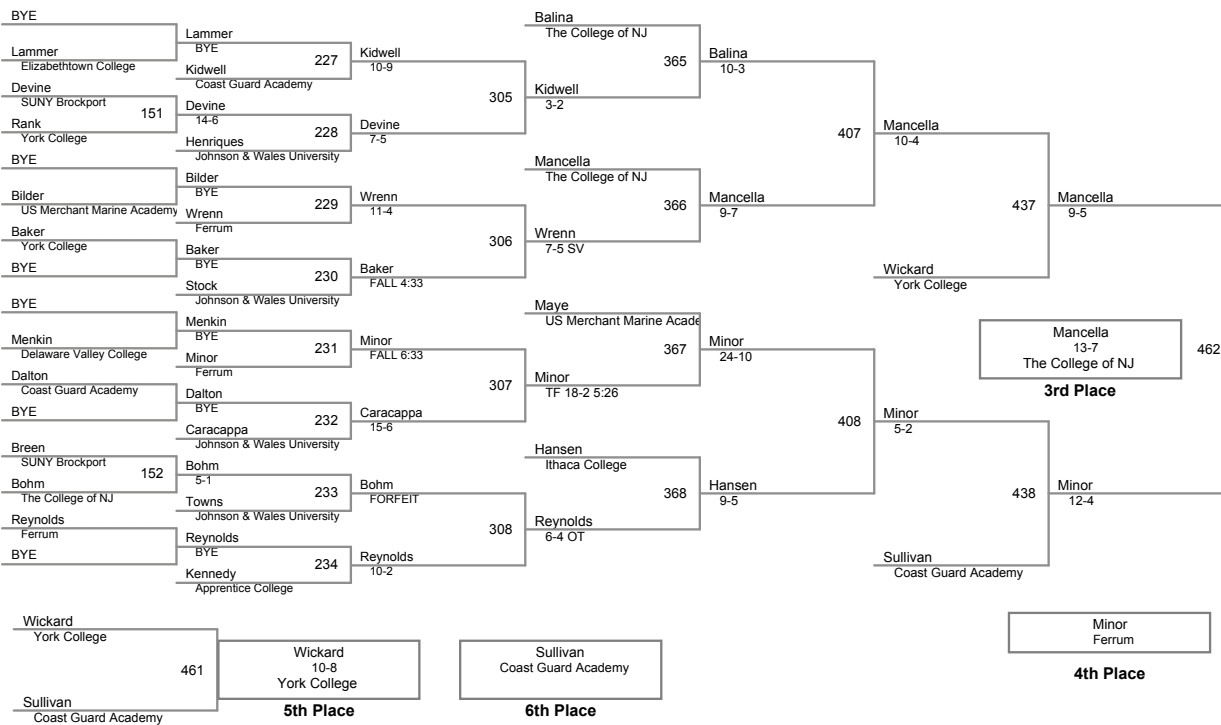 BYE
Lammer
Elizabethtown College
Devine
SUNY Brockport
151
Rank
York College
BYE
Bilder
US Merchant Marine Academy
Baker
York College
BYE
BYE
Menkin
Delaware Valley College
Dalton
Coast Guard Academy
BYE
Breen
SUNY Brockport
152
Bohm
The College of NJ
Reynolds
Ferrum
BYE
Lammer
BYE
227
Kidwell
Coast Guard Academy
Devine
14-6
228
Henriques
Johnson & Wales University
Bilder
BYE
229
Wrenn
Ferrum
Baker
BYE
230
Stock
Johnson & Wales University
Menkin
BYE
231
Minor
Ferrum
Dalton
BYE
232
Caracappa
Johnson & Wales University
Bohm
5-1
233
Towns
Johnson & Wales University
Reynolds
BYE
234
Kennedy
Apprentice College
Kidwell
10-9
305
Devine
7-5
Wrenn
11-4
306
Baker
FALL 4:33
Minor
FALL 6:33
307
Caracappa
15-6
Bohm
FORFEIT
308
Reynolds
10-2
Balina
The College of NJ
365
Kidwell
3-2
Mancella
The College of NJ
366
Wrenn
7-5 SV
Maye
US Merchant Marine Acade
367
Minor
TF 18-2 5:26
Hansen
Ithaca College
368
Reynolds
6-4 OT
Balina
10-3
407
Mancella
9-7
Minor
24-10
408
Hansen
9-5
Mancella
10-4
437
Wickard
York College
Minor
5-2
438
Sullivan
Coast Guard Academy
Mancella
9-5
Mancella
13-7
The College of NJ
462
3rd Place
Minor
12-4
Minor
Ferrum
4th Place
Wickard
York College
461
Sullivan
Coast Guard Academy
Wickard
10-8
York College
5th Place
Sullivan
Coast Guard Academy
6th Place